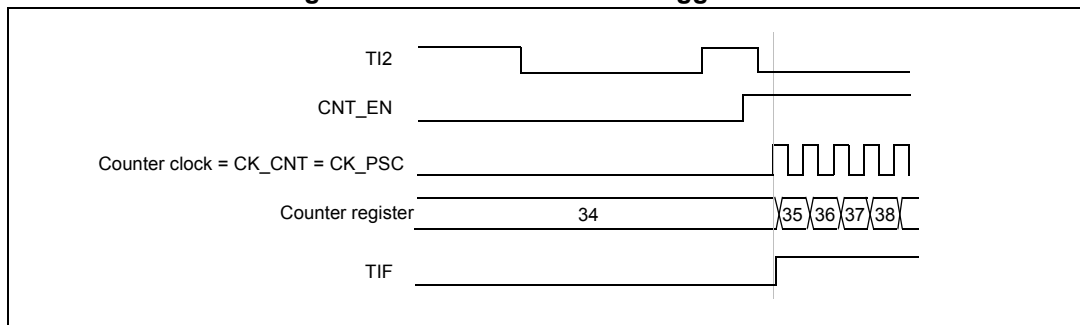 TI2
CNT_EN
Counter clock = CK_CNT = CK_PSC
Counter register
34
35
36
37
38
TIF